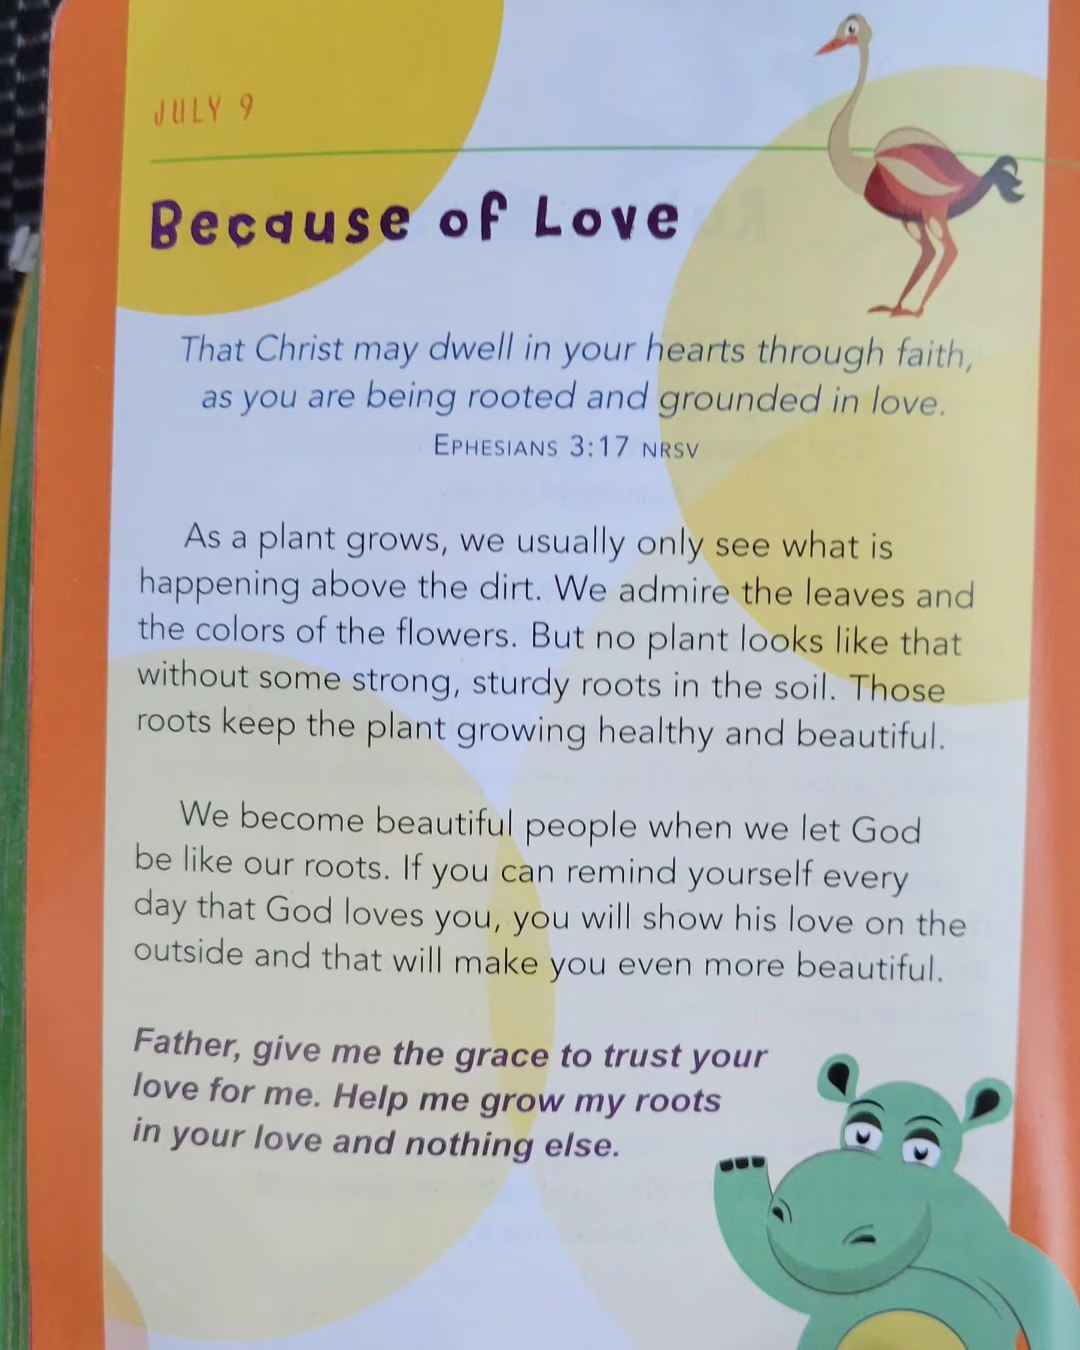 JULY 9
Because of Love
That Christ may dwell in your hearts through faith,
as you are being rooted and grounded in love.
EPHESIANS 3:17 NRSV
As a plant grows, we usually only see what is
happening above the dirt. We admire the leaves and
the colors of the flowers. But no plant looks like that
without some strong, sturdy roots in the soil. Those
roots keep the plant growing healthy and beautiful.
We become beautiful people when we let God
be like our roots. If you can remind yourself every
day that God loves you, you will show his love on the
outside and that will make you even more beautiful.
Father, give me the grace to trust your
love for me. Help me grow my roots
in your love and nothing else.